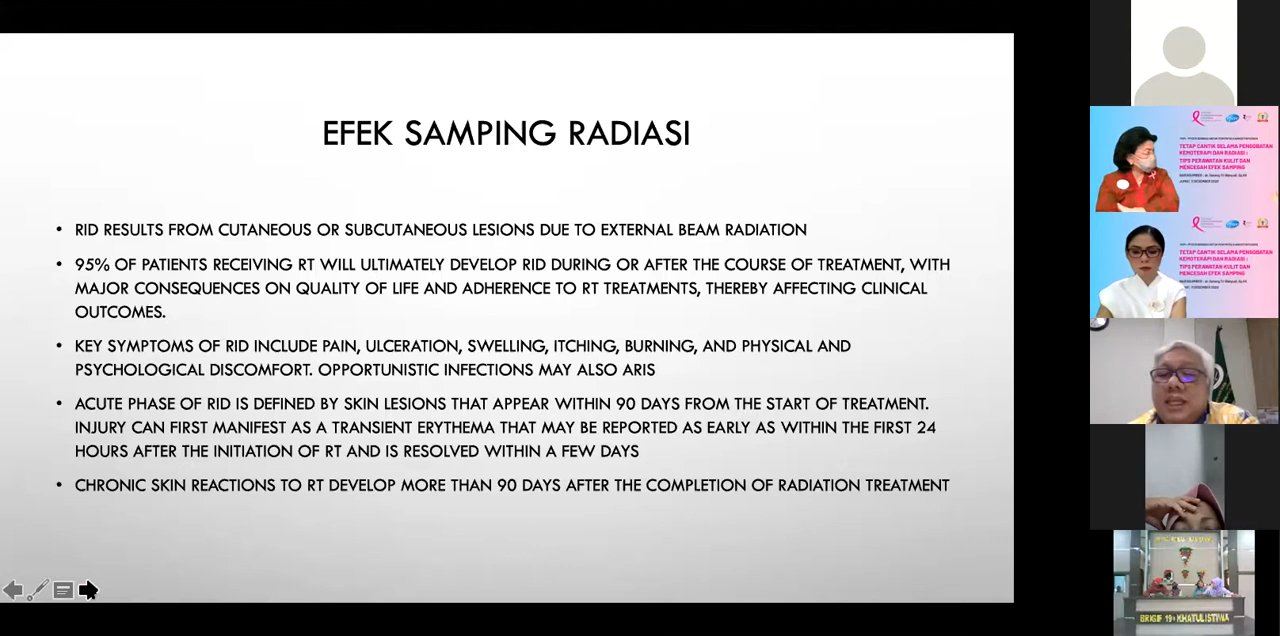 EFEK SAMPING RADIASI
• RID RESULTS FROM CUTANEOUS OR SUBCUTANEOUS LESIONS DUE TO EXTERNAL BEAM RADIATION
• 95% OF PATIENTS RECEIVING RT WILL ULTIMATELY DEVELOP RID DURING OR AFTER THE COURSE OF TREATMENT, WITH
MAJOR CONSEQUENCES ON QUALITY OF LIFE AND ADHERENCE TO RT TREATMENTS, THEREBY AFFECTING CLINICAL
OUTCOMES.
• KEY SYMPTOMS OF RID INCLUDE PAIN, ULCERATION, SWELLING, ITCHING, BURNING, AND PHYSICAL AND
PSYCHOLOGICAL DISCOMFORT. OPPORTUNISTIC INFECTIONS MAY ALSO ARIS
• ACUTE PHASE OF RID IS DEFINED BY SKIN LESIONS THAT APPEAR WITHIN 90 DAYS FROM THE START OF TREATMENT.
INJURY CAN FIRST MANIFEST AS A TRANSIENT ERYTHEMA THAT MAY BE REPORTED AS EARLY AS WITHIN THE FIRST 24
HOURS AFTER THE INITIATION OF RT AND IS RESOLVED WITHIN A FEW DAYS
• CHRONIC SKIN REACTIONS TO RT DEVELOP MORE THAN 90 DAYS AFTER THE COMPLETION OF RADIATION TREATMENT
TETAP CANTIK SELAMA PENGOBATAN
KEMOTERAPI DAN RADIASI :
TIPS PERAWATAN KULIT DAN
MENCEGAH EFEK SAMPING
TETAP CANTIK SELAMA PENGOBATAN
KEMOTERAPI DAN RADIASI :
TIPS PERAWATAN KULIT DAN
MENCEGAH EFEK SAMPING
BRIGIF 19 KHATULISTIWA